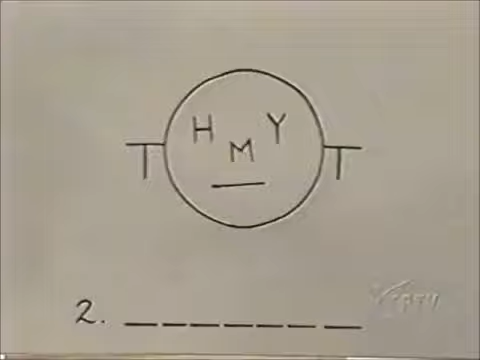 H Y
T M T
2. _ _ _ _ _ _ _